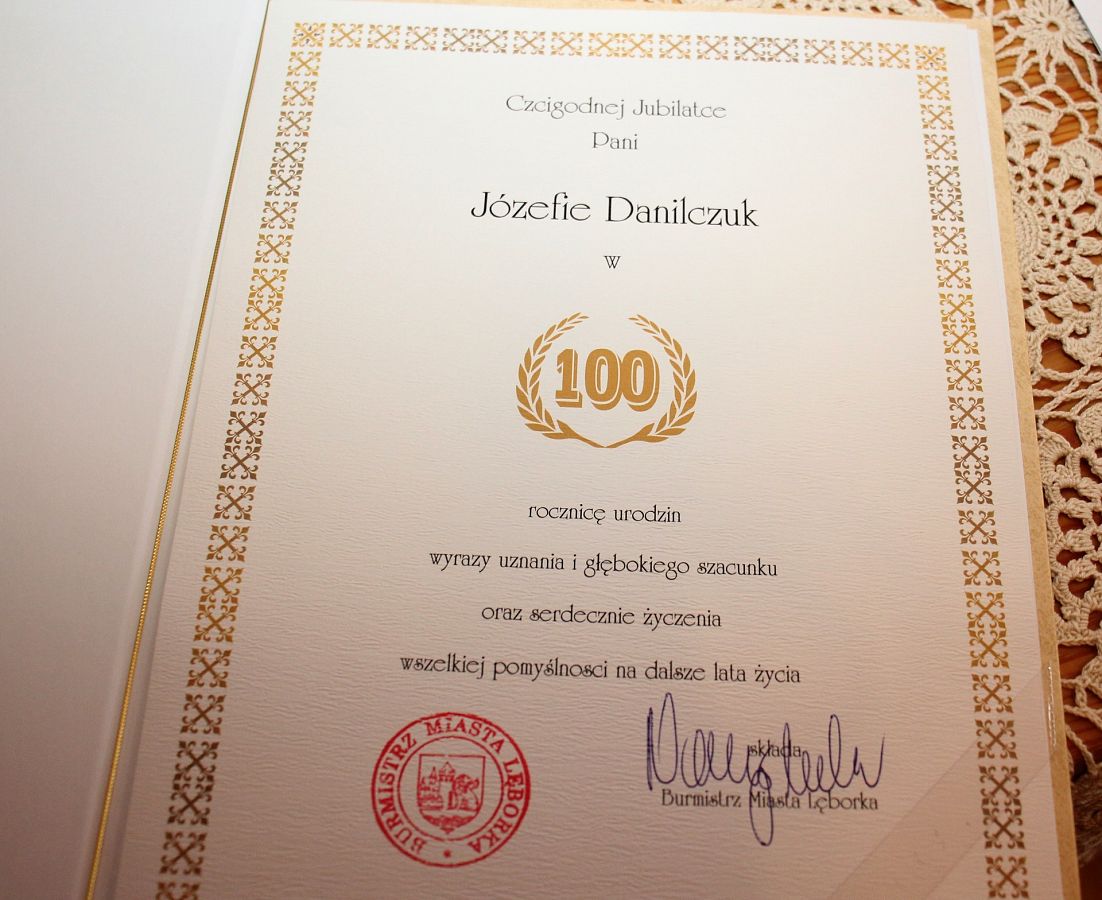 Czcigodnej Jubilatce
Pani
Józefie Danilczuk
w
100
rocznicę urodzin
wyrazy uznania i głębokiego szacunku
oraz serdecznie życzenia
wszelkiej pomyślnosci na dalsze lata życia
składa
Burmistrz Miasta Lęborka
BURMISTRZ MIASTA LĘBORKA